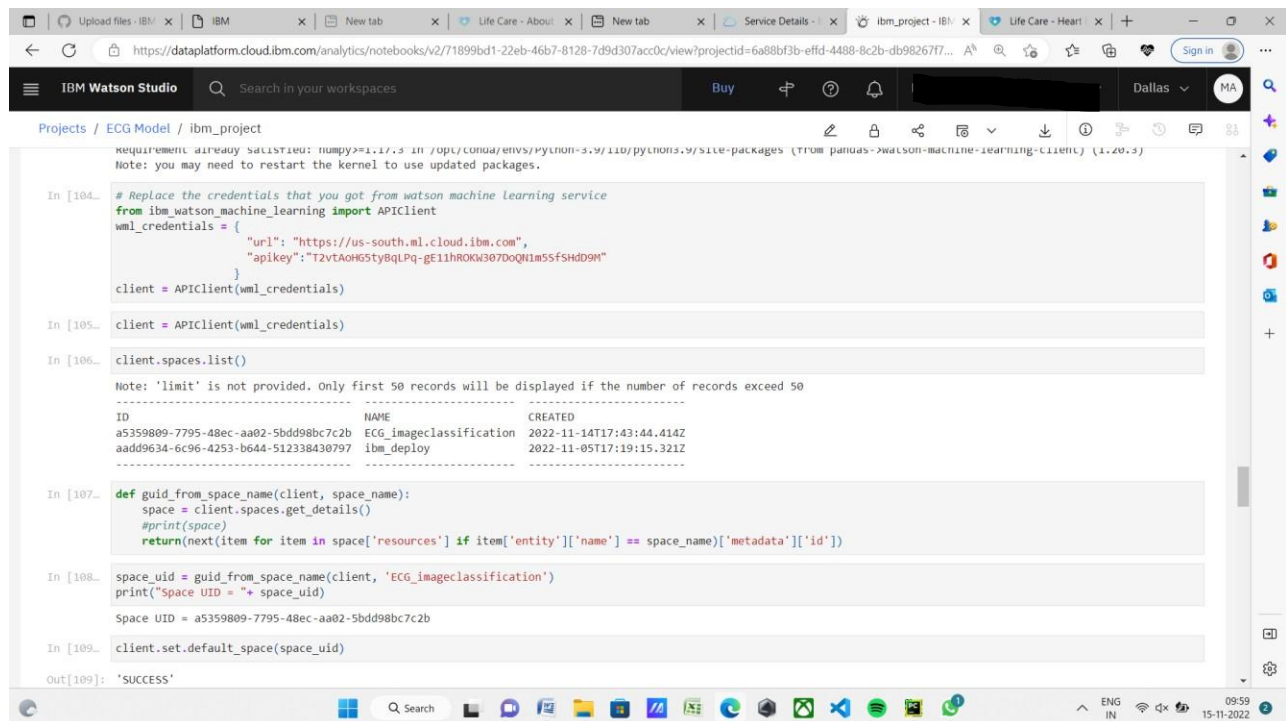 Upload files - IBM
IBM
New tab
Life Care - About
New tab
Service Details - I
ibm_project - IBM
Life Care - Heart
https://dataplatform.cloud.ibm.com/analytics/notebooks/v2/71899bd1-22eb-46b7-8128-7d9d307acc0c/view?projectid=6a88bf3b-effd-4488-8c2b-db98267f7...
Sign in
IBM Watson Studio
Search in your workspaces
Buy
Dallas
MA
Projects / ECG Model / ibm_project
Requirement already satisfied: numpy>=1.17.3 in /opt/conda/envs/Python-3.9/lib/python3.9/site-packages (from pandas->watson-machine-learning-client) (1.20.3)
Note: you may need to restart the kernel to use updated packages.
In [104…
# Replace the credentials that you got from watson machine learning service
from ibm_watson_machine_learning import APIClient
wml_credentials = {
"url": "https://us-south.ml.cloud.ibm.com",
"apikey":"T2vtAoHG5tyBqLPq-gE11hROKW307DoQN1m5SfSHdD9M"
}
client = APIClient(wml_credentials)
In [105… client = APIClient(wml_credentials)
In [106… client.spaces.list()
Note: 'limit' is not provided. Only first 50 records will be displayed if the number of records exceed 50
------------------------------------ ----------------------- ------------------------
ID NAME CREATED
a5359809-7795-48ec-aa02-5bdd98bc7c2b ECG_imageclassification 2022-11-14T17:43:44.414Z
aadd9634-6c96-4253-b644-512338430797 ibm_deploy 2022-11-05T17:19:15.321Z
------------------------------------ ----------------------- ------------------------
In [107… def guid_from_space_name(client, space_name):
space = client.spaces.get_details()
#print(space)
return(next(item for item in space['resources'] if item['entity']['name'] == space_name)['metadata']['id'])
In [108… space_uid = guid_from_space_name(client, 'ECG_imageclassification')
print("Space UID = "+ space_uid)
Space UID = a5359809-7795-48ec-aa02-5bdd98bc7c2b
In [109… client.set.default_space(space_uid)
Out[109]: 'SUCCESS'
Search
ENG
IN
09:59
15-11-2022
2